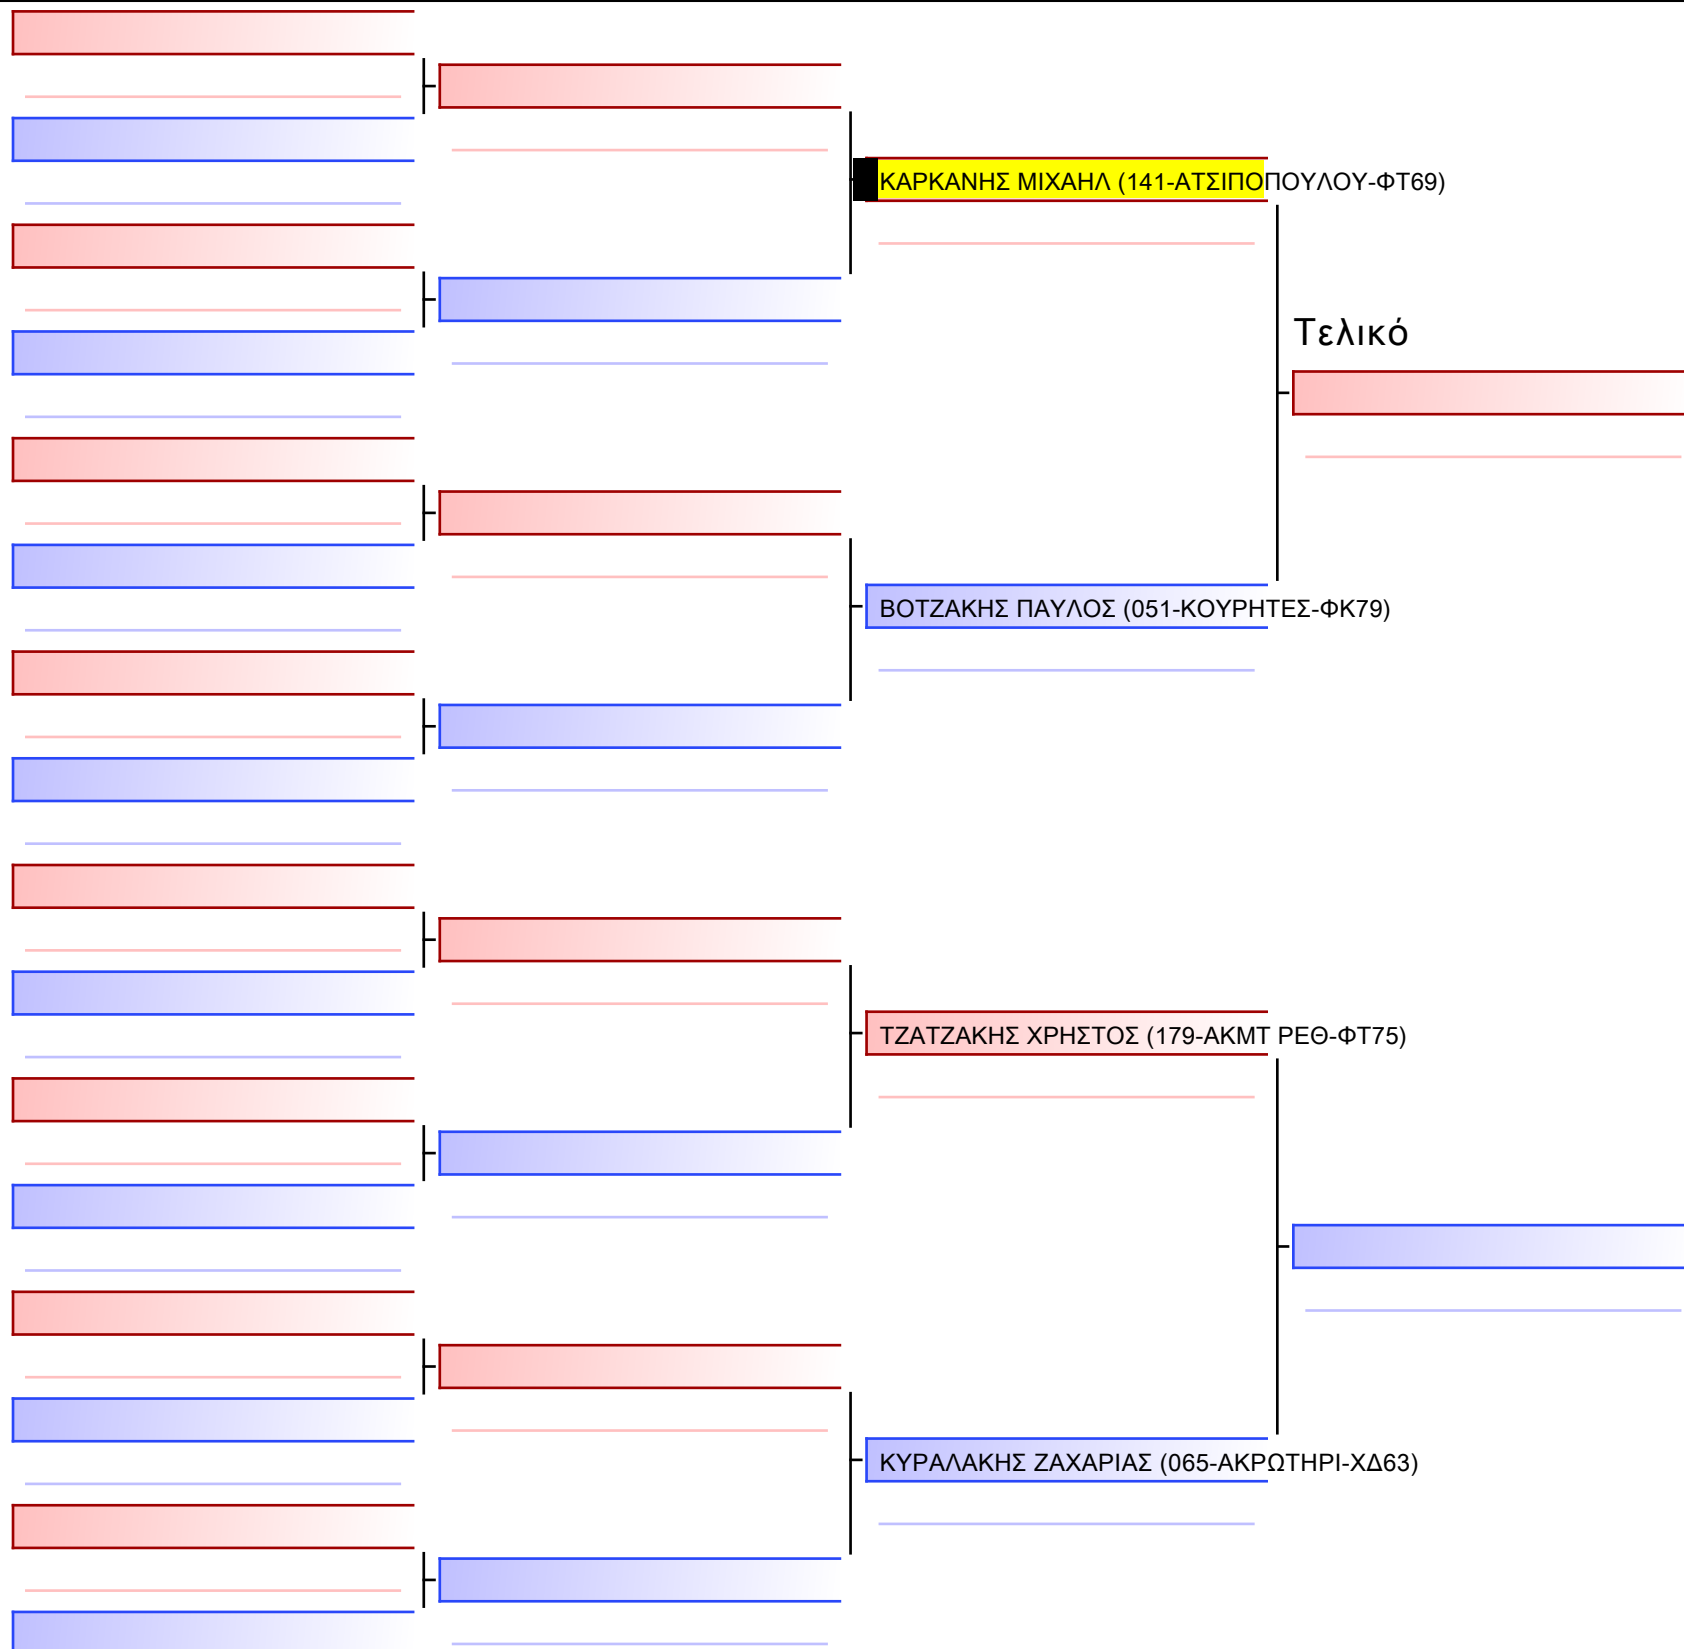 ΚΑΡΚΑΝΗΣ ΜΙΧΑΗΛ (141-ΑΤΣΙΠΟΠΟΥΛΟΥ-ΦΤ69)
Τελικό
ΒΟΤΖΑΚΗΣ ΠΑΥΛΟΣ (051-ΚΟΥΡΗΤΕΣ-ΦΚ79)
ΤΖΑΤΖΑΚΗΣ ΧΡΗΣΤΟΣ (179-ΑΚΜΤ ΡΕΘ-ΦΤ75)
ΚΥΡΑΛΑΚΗΣ ΖΑΧΑΡΙΑΣ (065-ΑΚΡΩΤΗΡΙ-ΧΔ63)